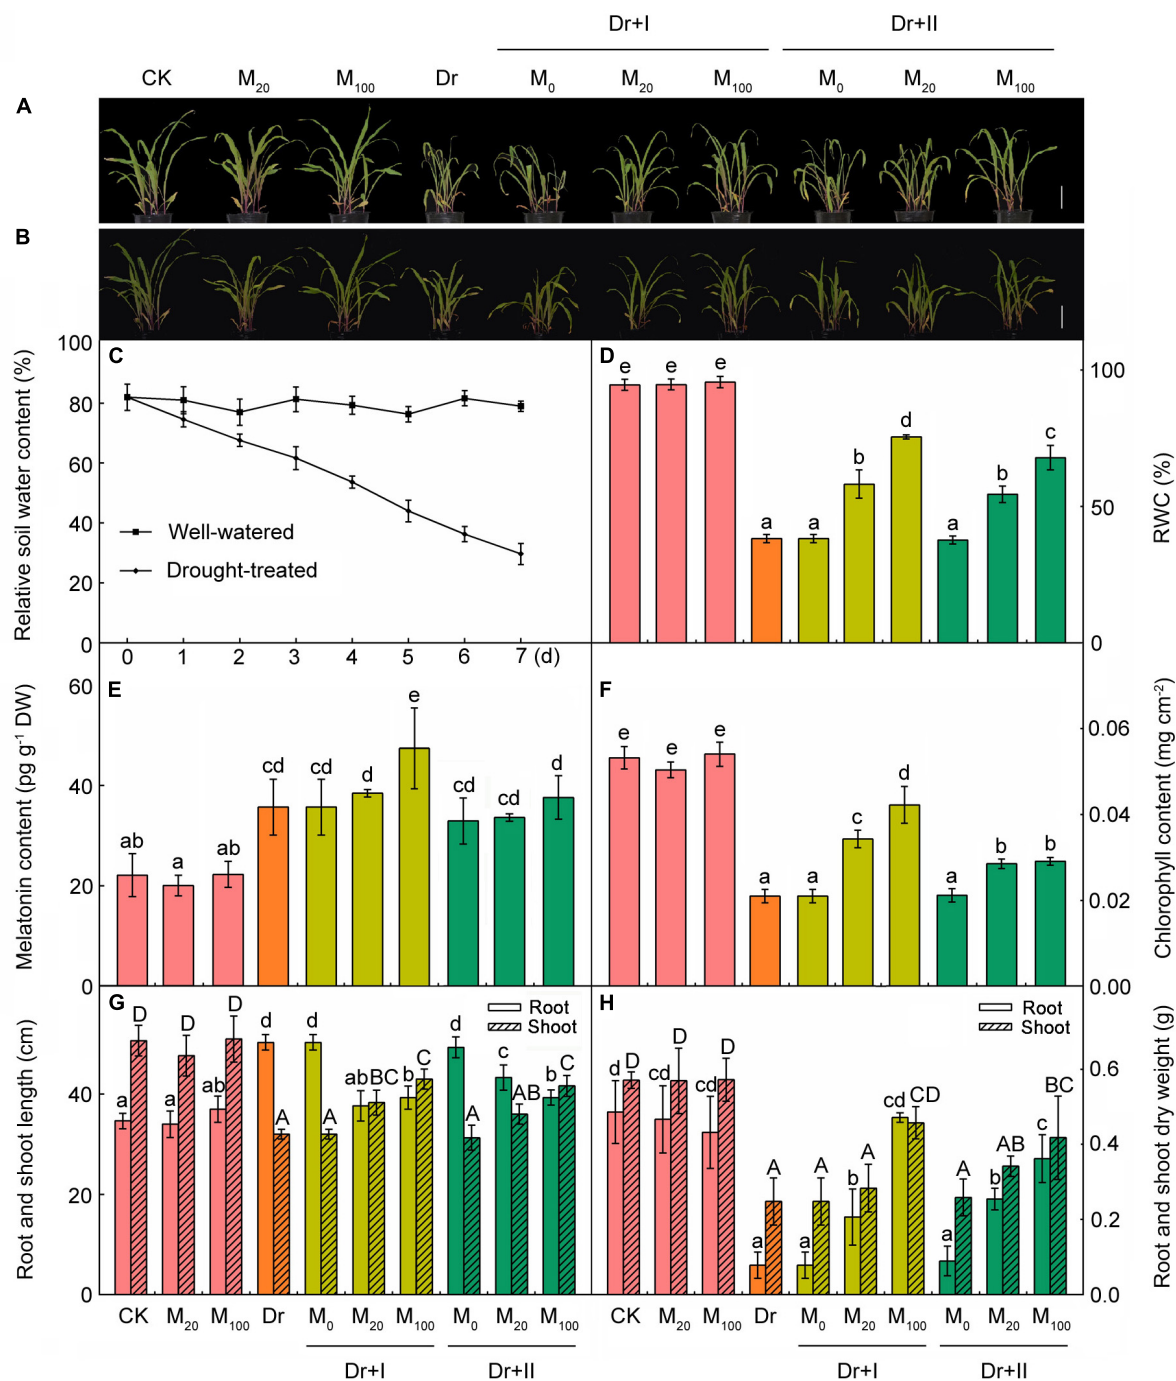 Dr+I Dr+II
CK M20 M100 Dr M0 M20 M100 M0 M20 M100
A
B
C
Relative soil water content (%)
100
80
60
40
20
0
Well-watered
Drought-treated
0 1 2 3 4 5 6 7 (d)
D
e e e a a b d a b c
100
50
0
RWC (%)
E
Melatonin content (pg g-1 DW)
60
40
20
0
ab a ab cd cd d e cd cd d
F
e e e a a c d a b b
0.06
0.04
0.02
0.00
Chlorophyll content (mg cm-2)
G
Root and shoot length (cm)
40
20
0
Root
Shoot
a D a D ab D d A d A ab BC b C d A c AB b C
CK M20 M100 Dr M0 M20 M100 M0 M20 M100
Dr+I Dr+II
H
Root
Shoot
d D cd D cd D a A a A b A cd CD a A b AB c BC
0.6
0.4
0.2
0.0
Root and shoot dry weight (g)
CK M20 M100 Dr M0 M20 M100 M0 M20 M100
Dr+I Dr+II